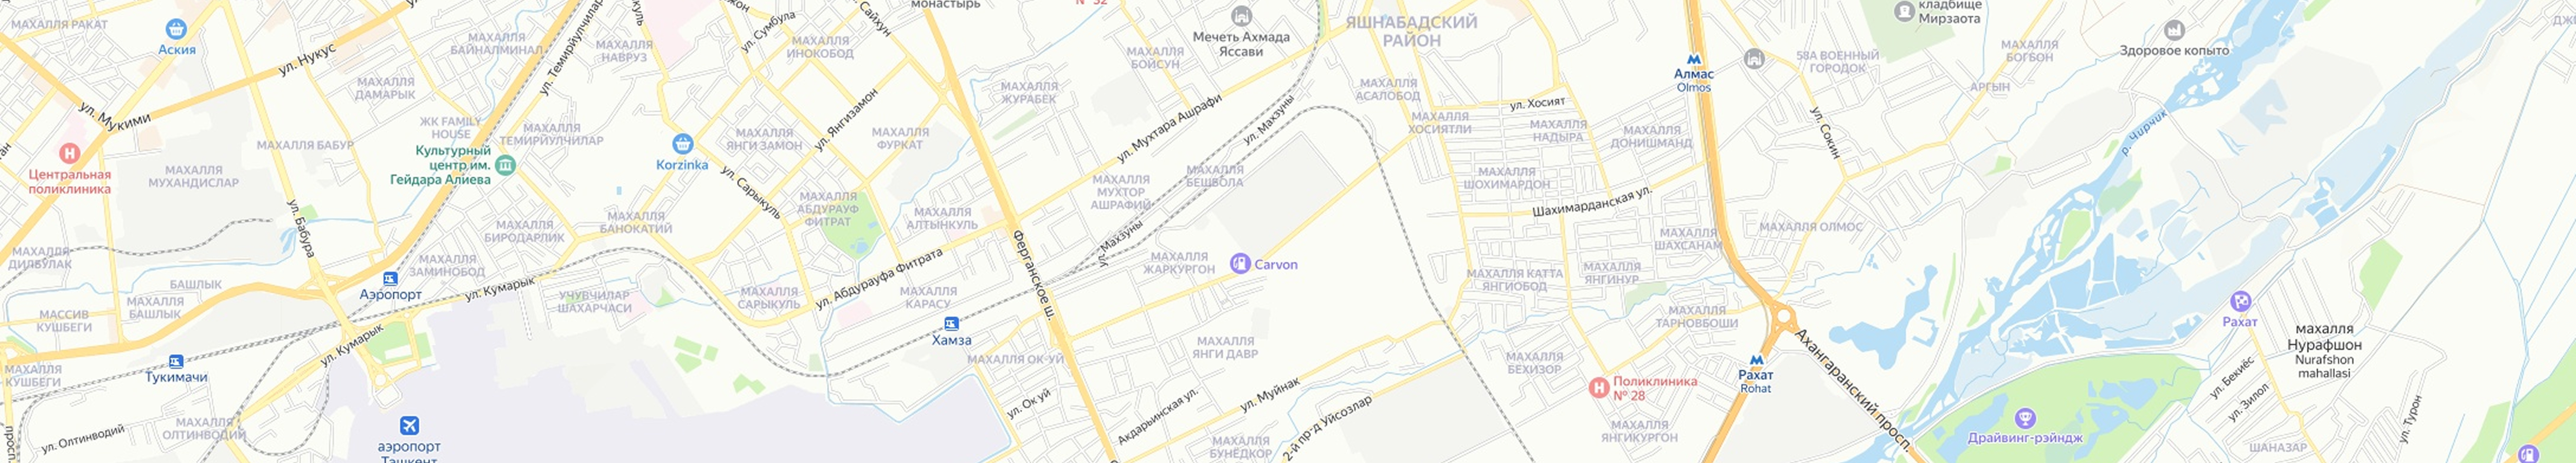 МАХАЛЛЯ РАКАТ
Аския
ул. Нукус
ул. Мукими
МАХАЛЛЯ
БАЙНАЛМИНАЛ
ул. Темирйулчилар
МАХАЛЛЯ
НАВРУЗ
МАХАЛЛЯ
ДАМАРЫК
ЖК FAMILY
HOUSE
МАХАЛЛЯ
ТЕМИРЙУЛЧИЛАР
МАХАЛЛЯ БАБУР
Культурный
центр им.
Гейдара Алиева
Центральная
поликлиника
МАХАЛЛЯ
МУХАНДИСЛАР
ул. Бабура
МАХАЛЛЯ
ДИЛБУЛАК
БАШЛЫК
МАХАЛЛЯ
БАШЛЫК
МАССИВ
КУШБЕГИ
МАХАЛЛЯ
КУШБЕГИ
Тукимачи
ул. Олтинводий
МАХАЛЛЯ
ОЛТИНВОДИЙ
просп.
Аэропорт
МАХАЛЛЯ
ЗАМИНОБОД
МАХАЛЛЯ
БИРОДАРЛИК
МАХАЛЛЯ
БАНОКАТИЙ
ул. Кумарык
ул. Кумарык
УЧУВЧИЛАР
ШАХАРЧАСИ
аэропорт
Ташкент
ул. Сумбула
ул. Сайхун
МАХАЛЛЯ
ИНОКОБОД
Korzinka
МАХАЛЛЯ
ЯНГИ ЗАМОН
ул. Янгизамон
МАХАЛЛЯ
ФУРКАТ
ул. Сарыкуль
МАХАЛЛЯ
АБДУРАУФ
ФИТРАТ
МАХАЛЛЯ
АЛТЫНКУЛЬ
ул. Абдурауфа Фитрата
МАХАЛЛЯ
САРЫКУЛЬ
МАХАЛЛЯ
КАРАСУ
Хамза
монастырь
№ 32
МАХАЛЛЯ
ЖУРАБЕК
МАХАЛЛЯ
БОЙСУН
Мечеть Ахмада
Яссави
ул. Мухтара Ашрафи
ул. Махзуны
МАХАЛЛЯ
БЕШБОЛА
МАХАЛЛЯ
МУХТОР
АШРАФИЙ
ул. Махзуны
Ферганское ш.
МАХАЛЛЯ
ЖАРКУРГОН
Carvon
МАХАЛЛЯ ОК-УЙ
ул. Ок уй
МАХАЛЛЯ
ЯНГИ ДАВР
Акдарьинская ул.
ул. Муйнак
МАХАЛЛЯ
БУНЁДКОР
2-й пр-д Уйсозлар
ЯШНАБАДСКИЙ
РАЙОН
МАХАЛЛЯ
АСАЛОБОД
МАХАЛЛЯ
ХОСИЯТЛИ
ул. Хосият
МАХАЛЛЯ
НАДЫРА
МАХАЛЛЯ
ДОНИШМАНД
МАХАЛЛЯ
ШОХИМАРДОН
Шахимарданская ул.
МАХАЛЛЯ
ШАХСАНАМ
МАХАЛЛЯ КАТТА
ЯНГИОБОД
МАХАЛЛЯ
ЯНГИНУР
МАХАЛЛЯ
ТАРНОВБОШИ
МАХАЛЛЯ
БЕХИЗОР
Поликлиника
№ 28
МАХАЛЛЯ
ЯНГИКУРГОН
Алмас
Olmos
58А ВОЕННЫЙ
ГОРОДОК
кладбище
Мирзаота
ул. Сокин
МАХАЛЛЯ ОЛМОС
Рахат
Rohat
Ахангаранский просп.
АРГЫН
МАХАЛЛЯ
БОГБОН
Здоровое копыто
р. Чирчик
Рахат
махалля
Нурафшон
Nurafshon
mahallasi
ул. Бекиёс
ул. Зилол
ул. Турон
Драйвинг-рэйндж
ШАНАЗАР